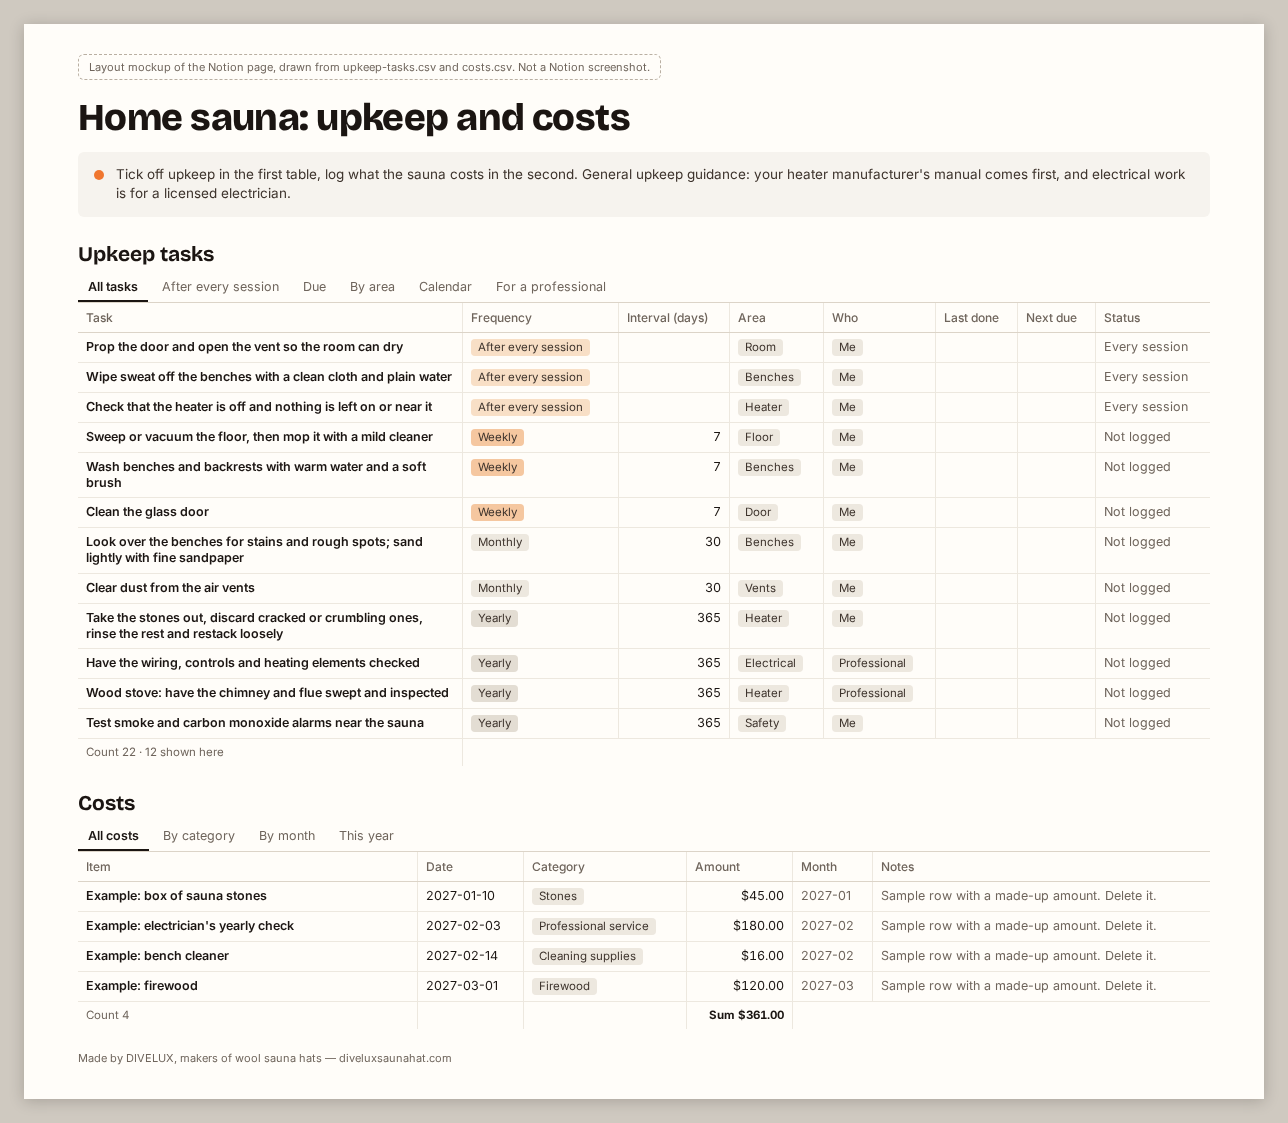 Layout mockup of the Notion page, drawn from upkeep-tasks.csv and costs.csv. Not a Notion screenshot.
Home sauna: upkeep and costs
Tick off upkeep in the first table, log what the sauna costs in the second. General upkeep guidance: your heater manufacturer's manual comes first, and electrical work
is for a licensed electrician.
Upkeep tasks
All tasks After every session Due By area Calendar For a professional
Task Frequency Interval (days) Area Who Last done Next due Status
Prop the door and open the vent so the room can dry After every session Room Me Every session
Wipe sweat off the benches with a clean cloth and plain water After every session Benches Me Every session
Check that the heater is off and nothing is left on or near it After every session Heater Me Every session
Sweep or vacuum the floor, then mop it with a mild cleaner Weekly 7 Floor Me Not logged
Wash benches and backrests with warm water and a soft Weekly 7 Benches Me Not logged
brush
Clean the glass door Weekly 7 Door Me Not logged
Look over the benches for stains and rough spots; sand Monthly 30 Benches Me Not logged
lightly with fine sandpaper
Clear dust from the air vents Monthly 30 Vents Me Not logged
Take the stones out, discard cracked or crumbling ones, Yearly 365 Heater Me Not logged
rinse the rest and restack loosely
Have the wiring, controls and heating elements checked Yearly 365 Electrical Professional Not logged
Wood stove: have the chimney and flue swept and inspected Yearly 365 Heater Professional Not logged
Test smoke and carbon monoxide alarms near the sauna Yearly 365 Safety Me Not logged
Count 22 · 12 shown here
Costs
All costs By category By month This year
Item Date Category Amount Month Notes
Example: box of sauna stones 2027-01-10 Stones $45.00 2027-01 Sample row with a made-up amount. Delete it.
Example: electrician's yearly check 2027-02-03 Professional service $180.00 2027-02 Sample row with a made-up amount. Delete it.
Example: bench cleaner 2027-02-14 Cleaning supplies $16.00 2027-02 Sample row with a made-up amount. Delete it.
Example: firewood 2027-03-01 Firewood $120.00 2027-03 Sample row with a made-up amount. Delete it.
Count 4 Sum $361.00
Made by DIVELUX, makers of wool sauna hats — diveluxsaunahat.com